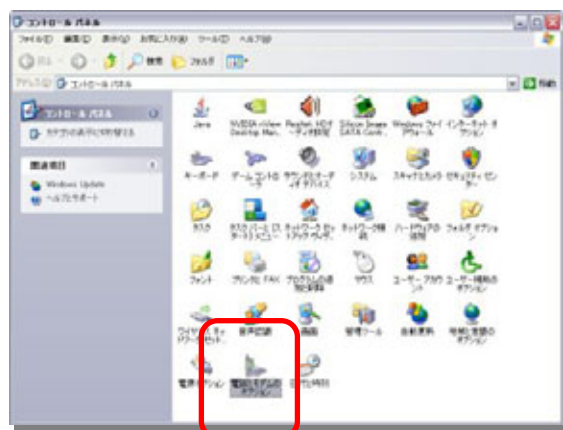 コントロール パネル
ファイル(F) 編集(E) 表示(V) お気に入り(A) ツール(T) ヘルプ(H)
戻る 検索 フォルダ
アドレス(D) コントロール パネル 移動
コントロール パネル
カテゴリの表示に切り替える
関連項目
Windows Update
ヘルプとサポート
Java
NVIDIA nView Desktop Man...
Realtek HDオーディオ設定
Silicon Image SATA Cont...
Windows ファイアウォール
インターネット オプション
キーボード
ゲーム コントローラ
サウンドとオーディオ デバイス
システム
スキャナとカメラ
セキュリティ センター
タスク
タスク バーと [スタート] メニュー
ネットワーク セットアップ ウィザ...
ネットワーク接続
ハードウェアの追加
フォルダ オプション
フォント
プリンタと FAX
プログラムの追加と削除
マウス
ユーザー アカウント
ユーザー補助のオプション
ワイヤレス ネットワーク セット...
音声認識
画面
管理ツール
自動更新
地域と言語のオプション
電源オプション
電話とモデムのオプション
日付と時刻